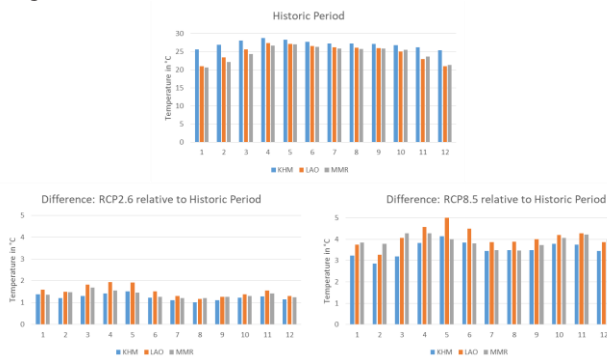 Historic Period
Temperature in °C
30
25
20
15
10
5
0
1 2 3 4 5 6 7 8 9 10 11 12
KHM LAO MMR
Difference: RCP2.6 relative to Historic Period
Temperature in °C
5
4
3
2
1
0
1 2 3 4 5 6 7 8 9 10 11 12
KHM LAO MMR
Difference: RCP8.5 relative to Historic Period
Temperature in °C
5
4
3
2
1
0
1 2 3 4 5 6 7 8 9 10 11 12
KHM LAO MMR